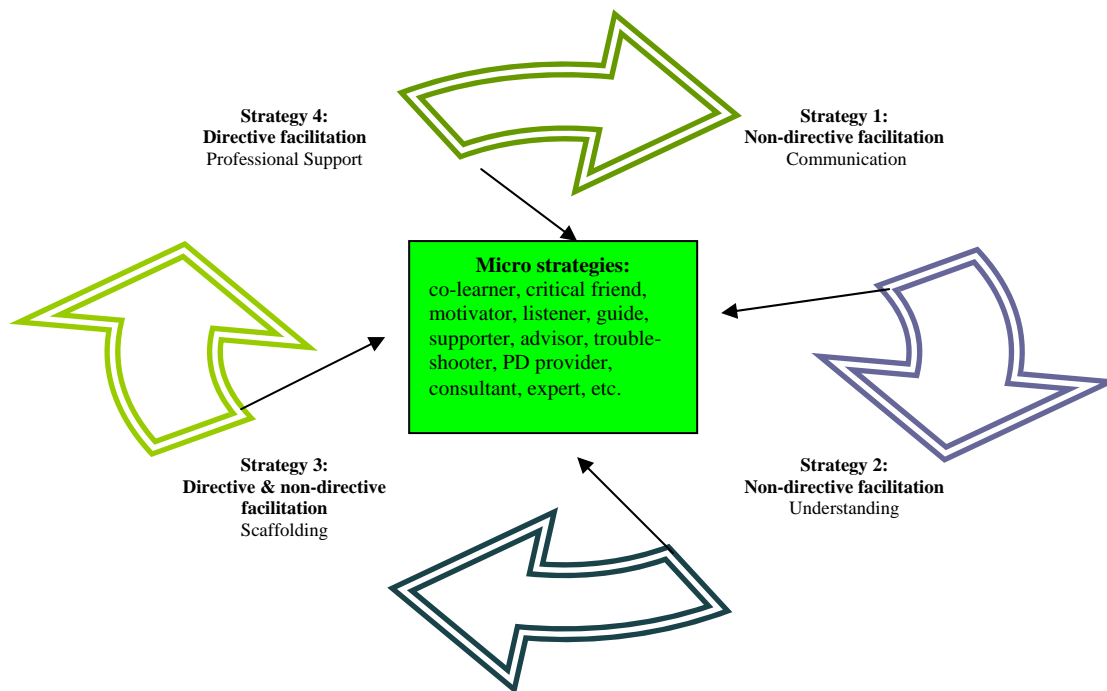 Strategy 4:
Directive facilitation
Professional Support
Strategy 1:
Non-directive facilitation
Communication
Micro strategies:
co-learner, critical friend,
motivator, listener, guide,
supporter, advisor, trouble-
shooter, PD provider,
consultant, expert, etc.
Strategy 3:
Directive & non-directive
facilitation
Scaffolding
Strategy 2:
Non-directive facilitation
Understanding